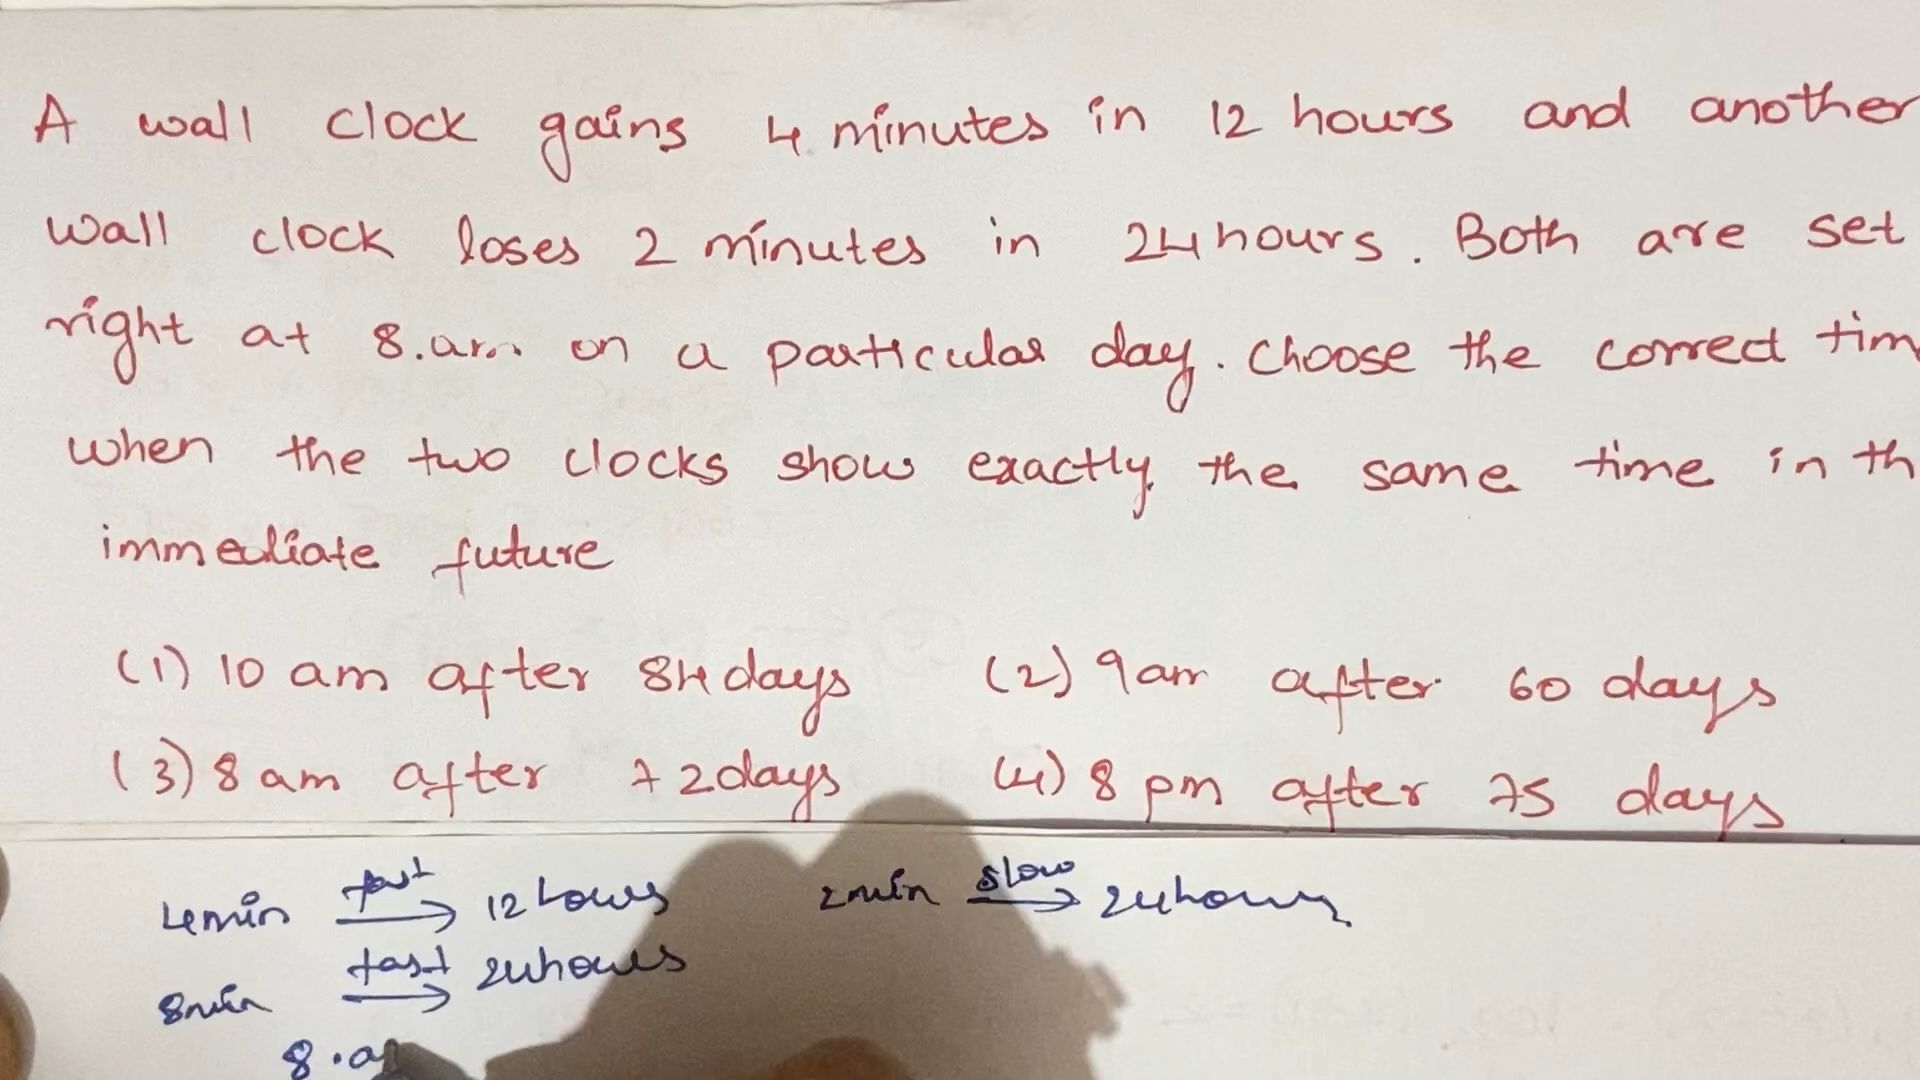 A wall clock gains 4 minutes in 12 hours and another
wall clock loses 2 minutes in 24 hours. Both are set
right at 8.am on a particular day. Choose the correct tim
when the two clocks show exactly the same time in th
immediate future
(1) 10 am after 84 days (2) 9 am after 60 days
(3) 8 am after 72 days (4) 8 pm after 75 days
4 min fast → 12 hours 2 min slow → 24 hours
8 min fast → 24 hours
8.a